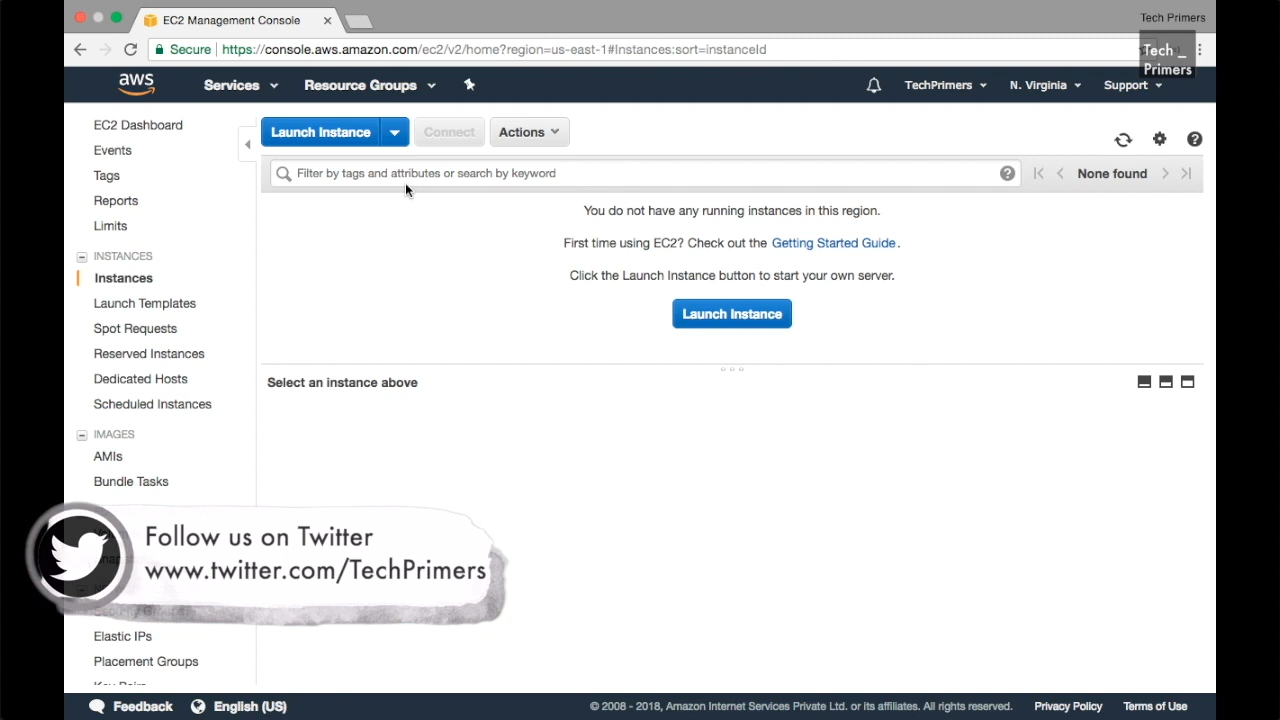 EC2 Management Console
Tech Primers
Secure
https://console.aws.amazon.com/ec2/v2/home?region=us-east-1#Instances:sort=instanceId
Tech _
Primers
aws
Services
Resource Groups
TechPrimers
N. Virginia
Support
EC2 Dashboard
Events
Tags
Reports
Limits
INSTANCES
Instances
Launch Templates
Spot Requests
Reserved Instances
Dedicated Hosts
Scheduled Instances
IMAGES
AMIs
Bundle Tasks
Elastic IPs
Placement Groups
Launch Instance
Connect
Actions
Filter by tags and attributes or search by keyword
None found
You do not have any running instances in this region.
First time using EC2? Check out the Getting Started Guide.
Click the Launch Instance button to start your own server.
Launch Instance
Select an instance above
Follow us on Twitter
www.twitter.com/TechPrimers
Feedback
English (US)
© 2008 - 2018, Amazon Internet Services Private Ltd. or its affiliates. All rights reserved.
Privacy Policy
Terms of Use